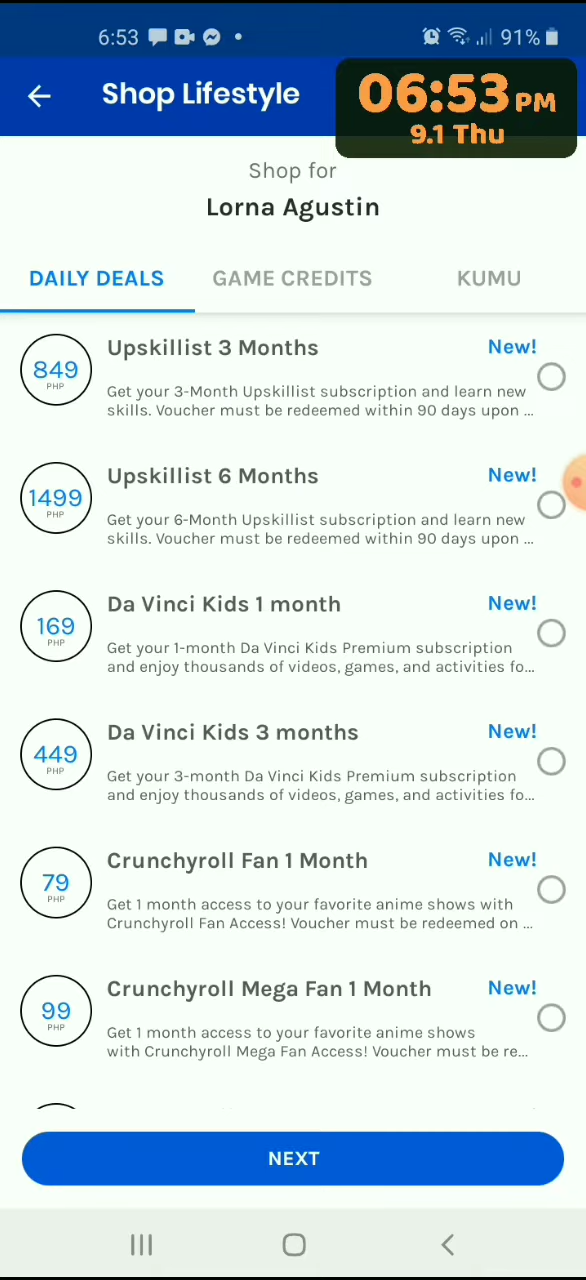 6:53
91%
06:53 PM
9.1 Thu
Shop Lifestyle
Shop for
Lorna Agustin
DAILY DEALS GAME CREDITS KUMU
849 PHP
Upskillist 3 Months New!
Get your 3-Month Upskillist subscription and learn new
skills. Voucher must be redeemed within 90 days upon ...
1499 PHP
Upskillist 6 Months New!
Get your 6-Month Upskillist subscription and learn new
skills. Voucher must be redeemed within 90 days upon ...
169 PHP
Da Vinci Kids 1 month New!
Get your 1-month Da Vinci Kids Premium subscription
and enjoy thousands of videos, games, and activities fo...
449 PHP
Da Vinci Kids 3 months New!
Get your 3-month Da Vinci Kids Premium subscription
and enjoy thousands of videos, games, and activities fo...
79 PHP
Crunchyroll Fan 1 Month New!
Get 1 month access to your favorite anime shows with
Crunchyroll Fan Access! Voucher must be redeemed on ...
99 PHP
Crunchyroll Mega Fan 1 Month New!
Get 1 month access to your favorite anime shows
with Crunchyroll Mega Fan Access! Voucher must be re...
NEXT